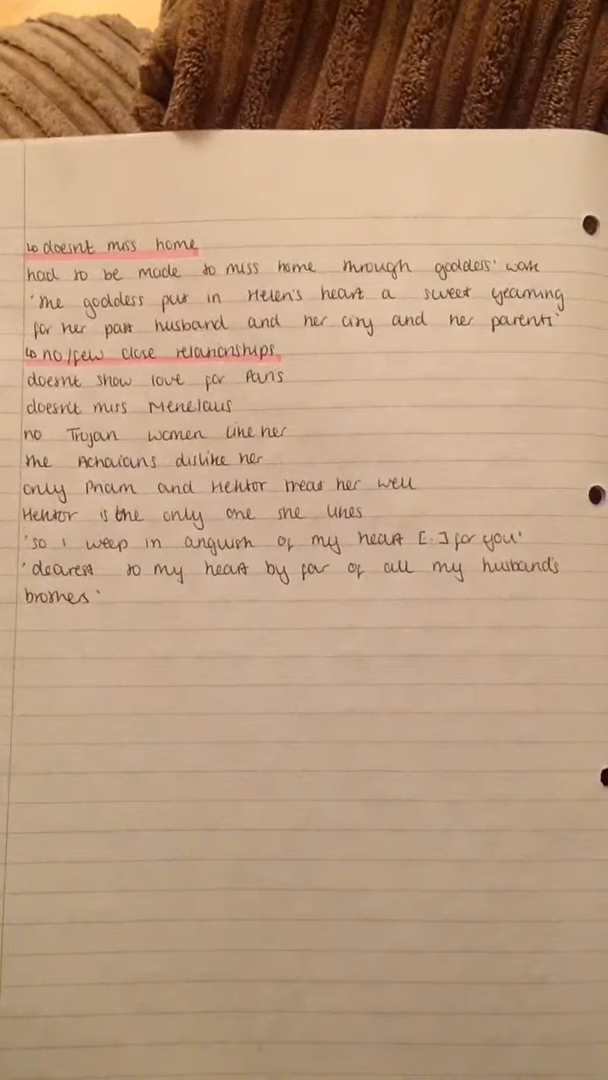 ↳ doesn't miss home
had to be made to miss home through goddess' work
'the goddess put in Helen's heart a sweet yearning
for her past husband and her city and her parents'
↳ no/few close relationships
doesn't show love for Paris
doesn't miss Menelaus
no Trojan women like her
the Achaians dislike her
only Priam and Hektor treat her well
Hektor is the only one she likes
'so I weep in anguish of my heart [..] for you'
'dearest to my heart by far of all my husband's
brothers'